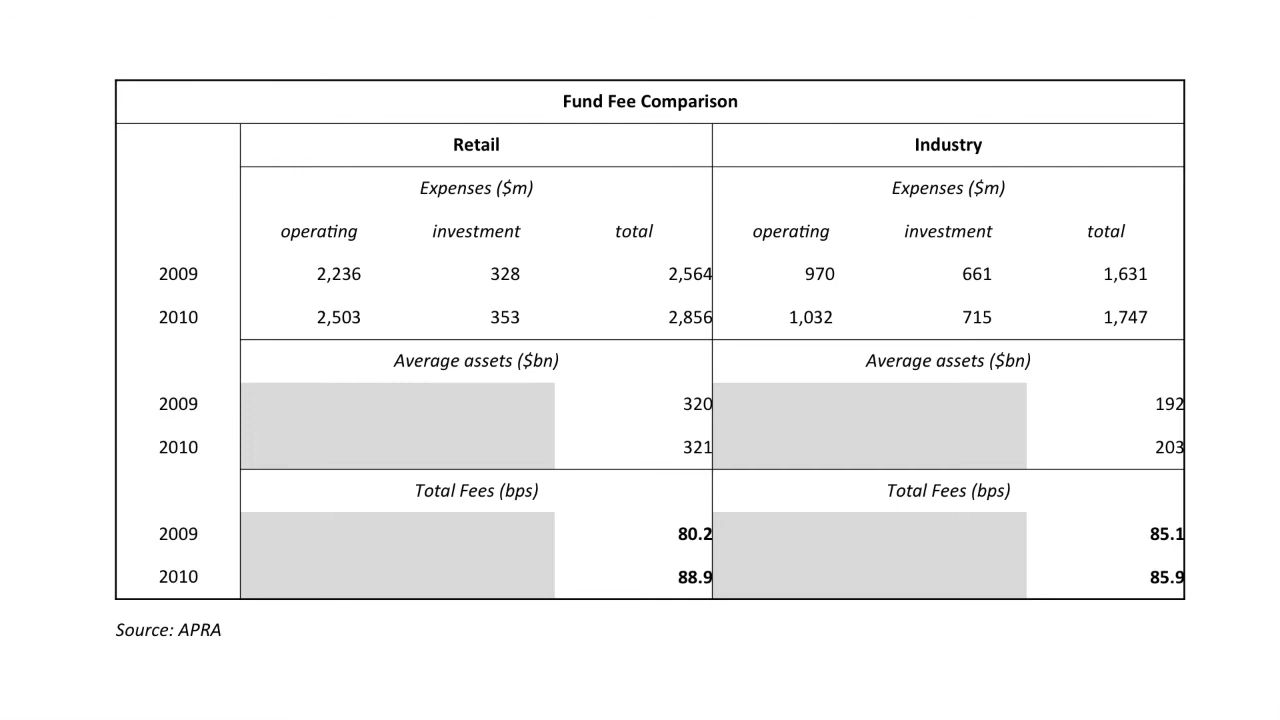 Fund Fee Comparison
Retail Industry
Expenses ($m) Expenses ($m)
operating investment total operating investment total
2009 2,236 328 2,564 970 661 1,631
2010 2,503 353 2,856 1,032 715 1,747
Average assets ($bn) Average assets ($bn)
2009 320 192
2010 321 203
Total Fees (bps) Total Fees (bps)
2009 80.2 85.1
2010 88.9 85.9
Source: APRA